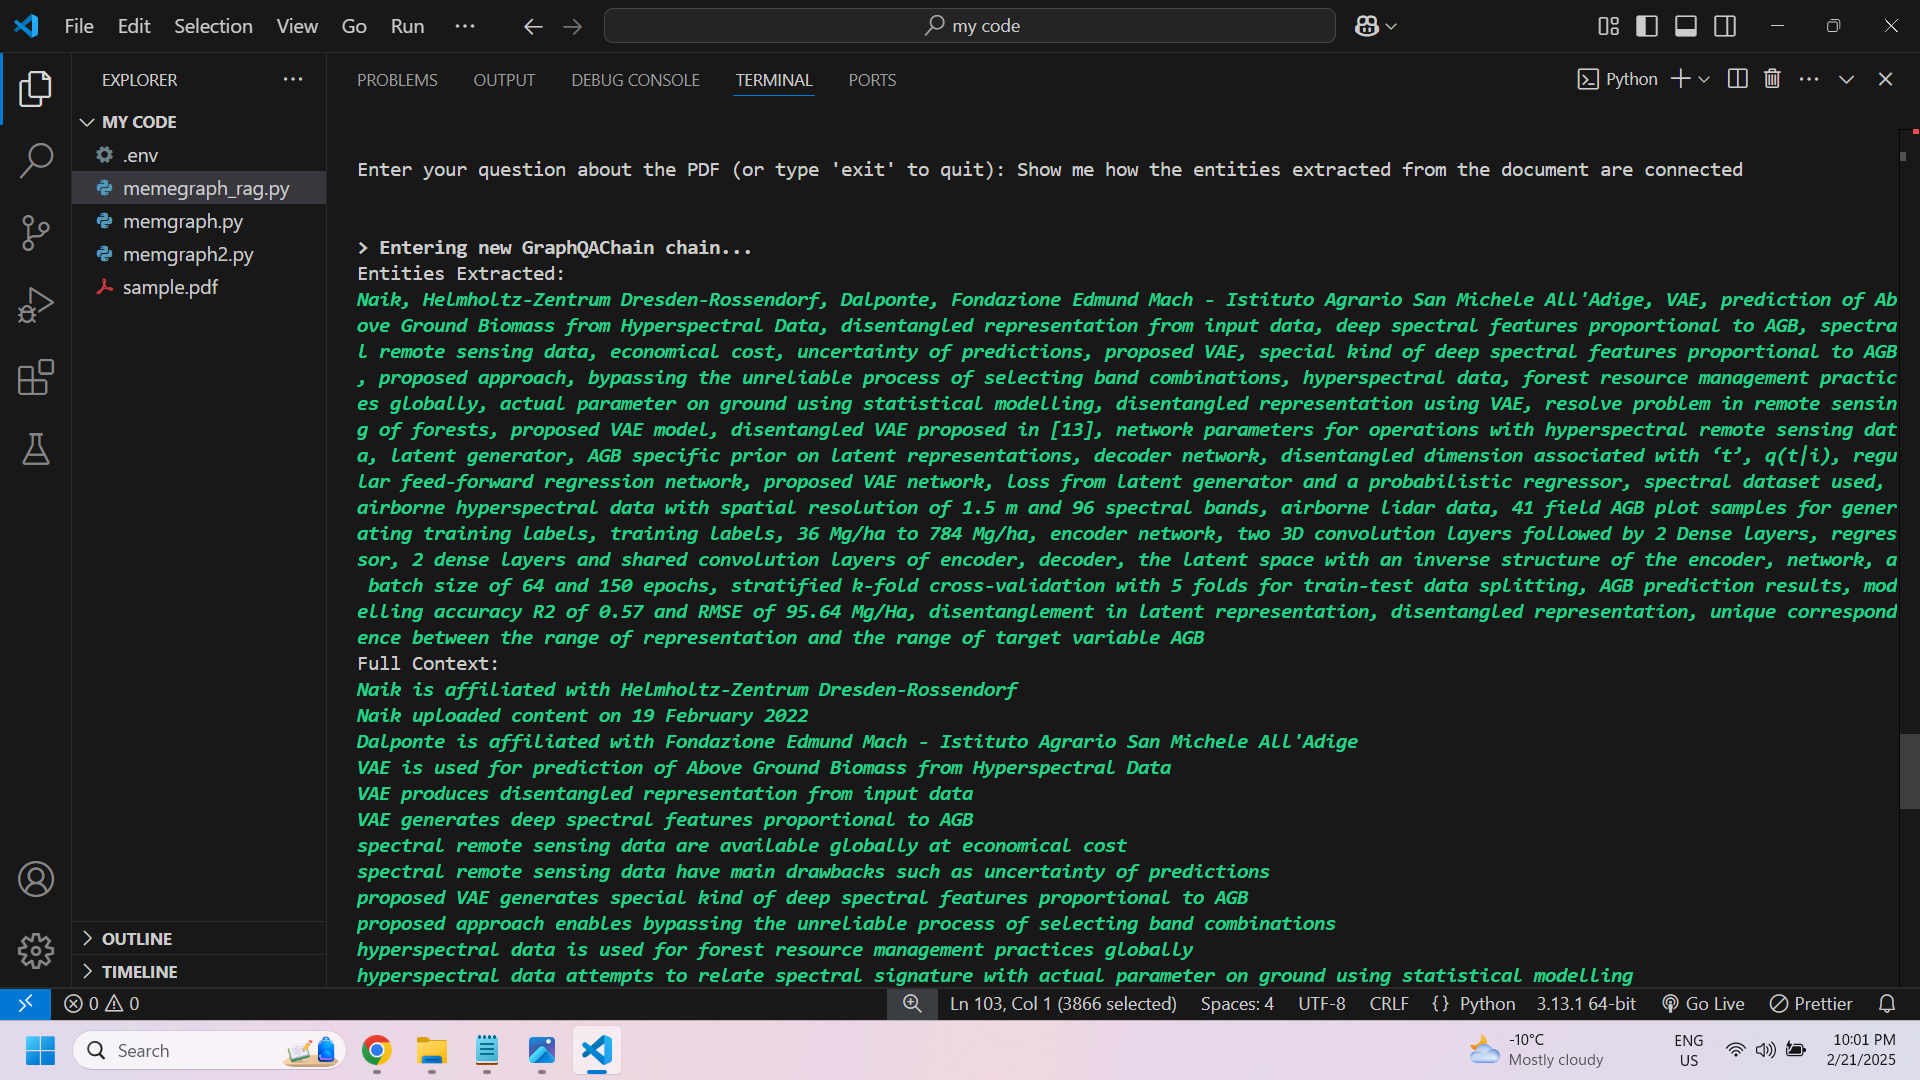 File Edit Selection View Go Run ··· my code
EXPLORER ···
MY CODE
.env
memegraph_rag.py
memgraph.py
memgraph2.py
sample.pdf
OUTLINE
TIMELINE
PROBLEMS OUTPUT DEBUG CONSOLE TERMINAL PORTS Python
Enter your question about the PDF (or type 'exit' to quit): Show me how the entities extracted from the document are connected
> Entering new GraphQAChain chain...
Entities Extracted:
Naik, Helmholtz-Zentrum Dresden-Rossendorf, Dalponte, Fondazione Edmund Mach - Istituto Agrario San Michele All'Adige, VAE, prediction of Ab
ove Ground Biomass from Hyperspectral Data, disentangled representation from input data, deep spectral features proportional to AGB, spectra
l remote sensing data, economical cost, uncertainty of predictions, proposed VAE, special kind of deep spectral features proportional to AGB
, proposed approach, bypassing the unreliable process of selecting band combinations, hyperspectral data, forest resource management practic
es globally, actual parameter on ground using statistical modelling, disentangled representation using VAE, resolve problem in remote sensin
g of forests, proposed VAE model, disentangled VAE proposed in [13], network parameters for operations with hyperspectral remote sensing dat
a, latent generator, AGB specific prior on latent representations, decoder network, disentangled dimension associated with ‘t’, q(t|i), regu
lar feed-forward regression network, proposed VAE network, loss from latent generator and a probabilistic regressor, spectral dataset used,
airborne hyperspectral data with spatial resolution of 1.5 m and 96 spectral bands, airborne lidar data, 41 field AGB plot samples for gener
ating training labels, training labels, 36 Mg/ha to 784 Mg/ha, encoder network, two 3D convolution layers followed by 2 Dense layers, regres
sor, 2 dense layers and shared convolution layers of encoder, decoder, the latent space with an inverse structure of the encoder, network, a
batch size of 64 and 150 epochs, stratified k-fold cross-validation with 5 folds for train-test data splitting, AGB prediction results, mod
elling accuracy R2 of 0.57 and RMSE of 95.64 Mg/Ha, disentanglement in latent representation, disentangled representation, unique correspond
ence between the range of representation and the range of target variable AGB
Full Context:
Naik is affiliated with Helmholtz-Zentrum Dresden-Rossendorf
Naik uploaded content on 19 February 2022
Dalponte is affiliated with Fondazione Edmund Mach - Istituto Agrario San Michele All'Adige
VAE is used for prediction of Above Ground Biomass from Hyperspectral Data
VAE produces disentangled representation from input data
VAE generates deep spectral features proportional to AGB
spectral remote sensing data are available globally at economical cost
spectral remote sensing data have main drawbacks such as uncertainty of predictions
proposed VAE generates special kind of deep spectral features proportional to AGB
proposed approach enables bypassing the unreliable process of selecting band combinations
hyperspectral data is used for forest resource management practices globally
hyperspectral data attempts to relate spectral signature with actual parameter on ground using statistical modelling
0 0 Ln 103, Col 1 (3866 selected) Spaces: 4 UTF-8 CRLF {} Python 3.13.1 64-bit Go Live Prettier
Search
-10°C
Mostly cloudy
ENG
US
10:01 PM
2/21/2025